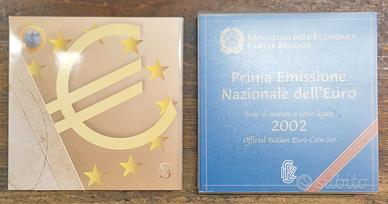 €
MINISTERO DELL'ECONOMIA
E DELLE FINANZE
Prima Emissione
Nazionale dell'Euro
Serie di monete a corso legale
2002
Official Italian Euro Coin-Set
subito